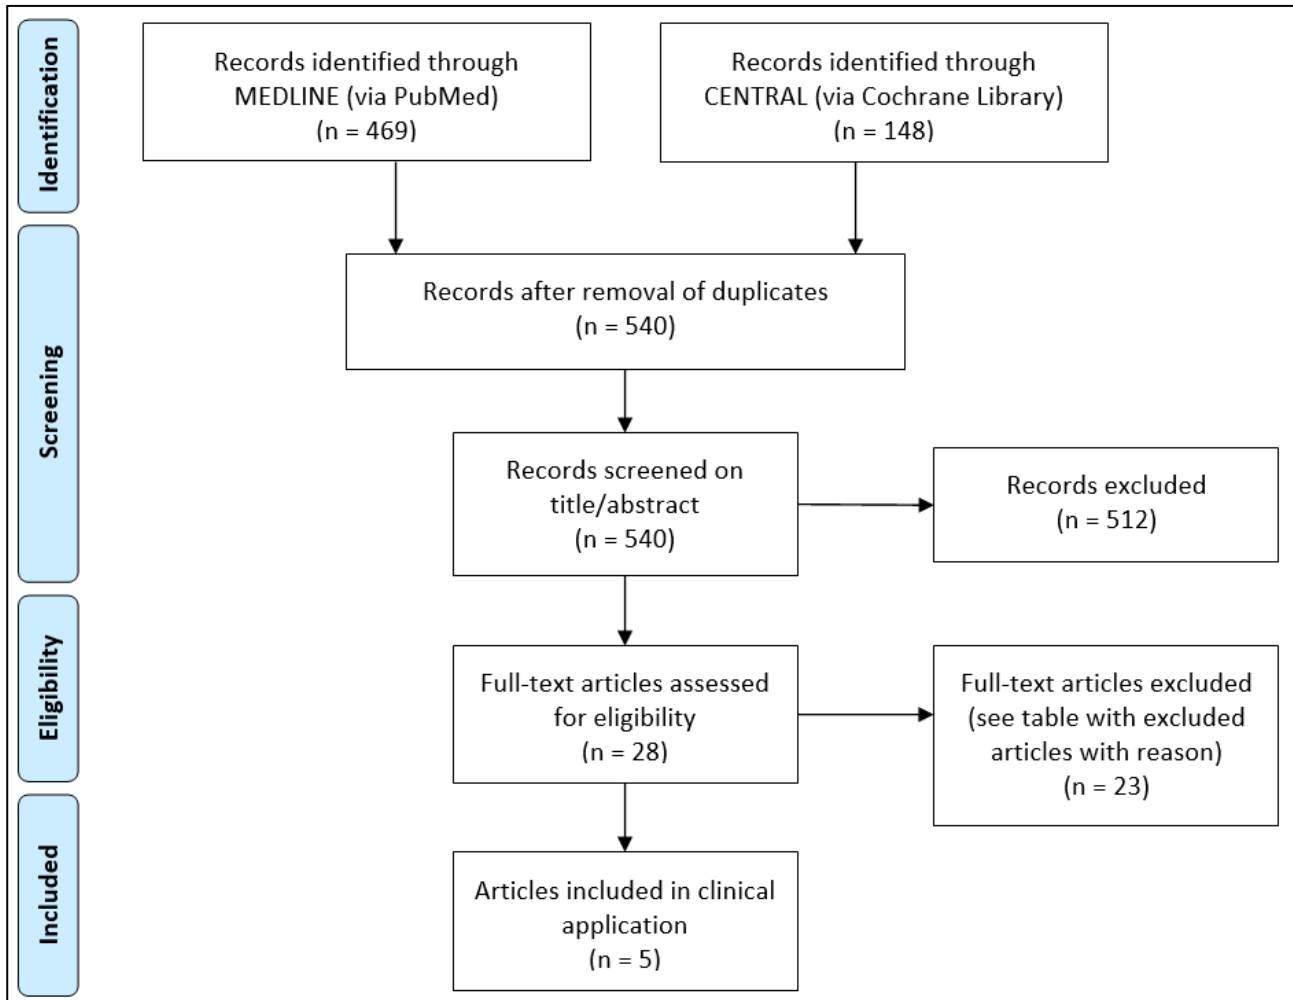 Identification
Records identified through
MEDLINE (via PubMed)
(n = 469)
Records identified through
CENTRAL (via Cochrane Library)
(n = 148)
Screening
Records after removal of duplicates
(n = 540)
Records screened on
title/abstract
(n = 540)
Records excluded
(n = 512)
Eligibility
Full-text articles assessed
for eligibility
(n = 28)
Full-text articles excluded
(see table with excluded
articles with reason)
(n = 23)
Included
Articles included in clinical
application
(n = 5)